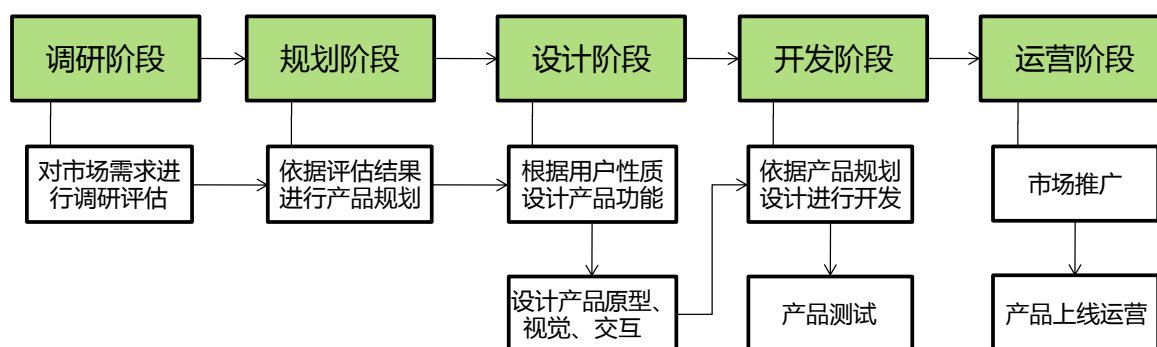 调研阶段
规划阶段
设计阶段
开发阶段
运营阶段
对市场需求进
行调研评估
依据评估结果
进行产品规划
根据用户性质
设计产品功能
依据产品规划
设计进行开发
市场推广
设计产品原型、
视觉、交互
产品测试
产品上线运营